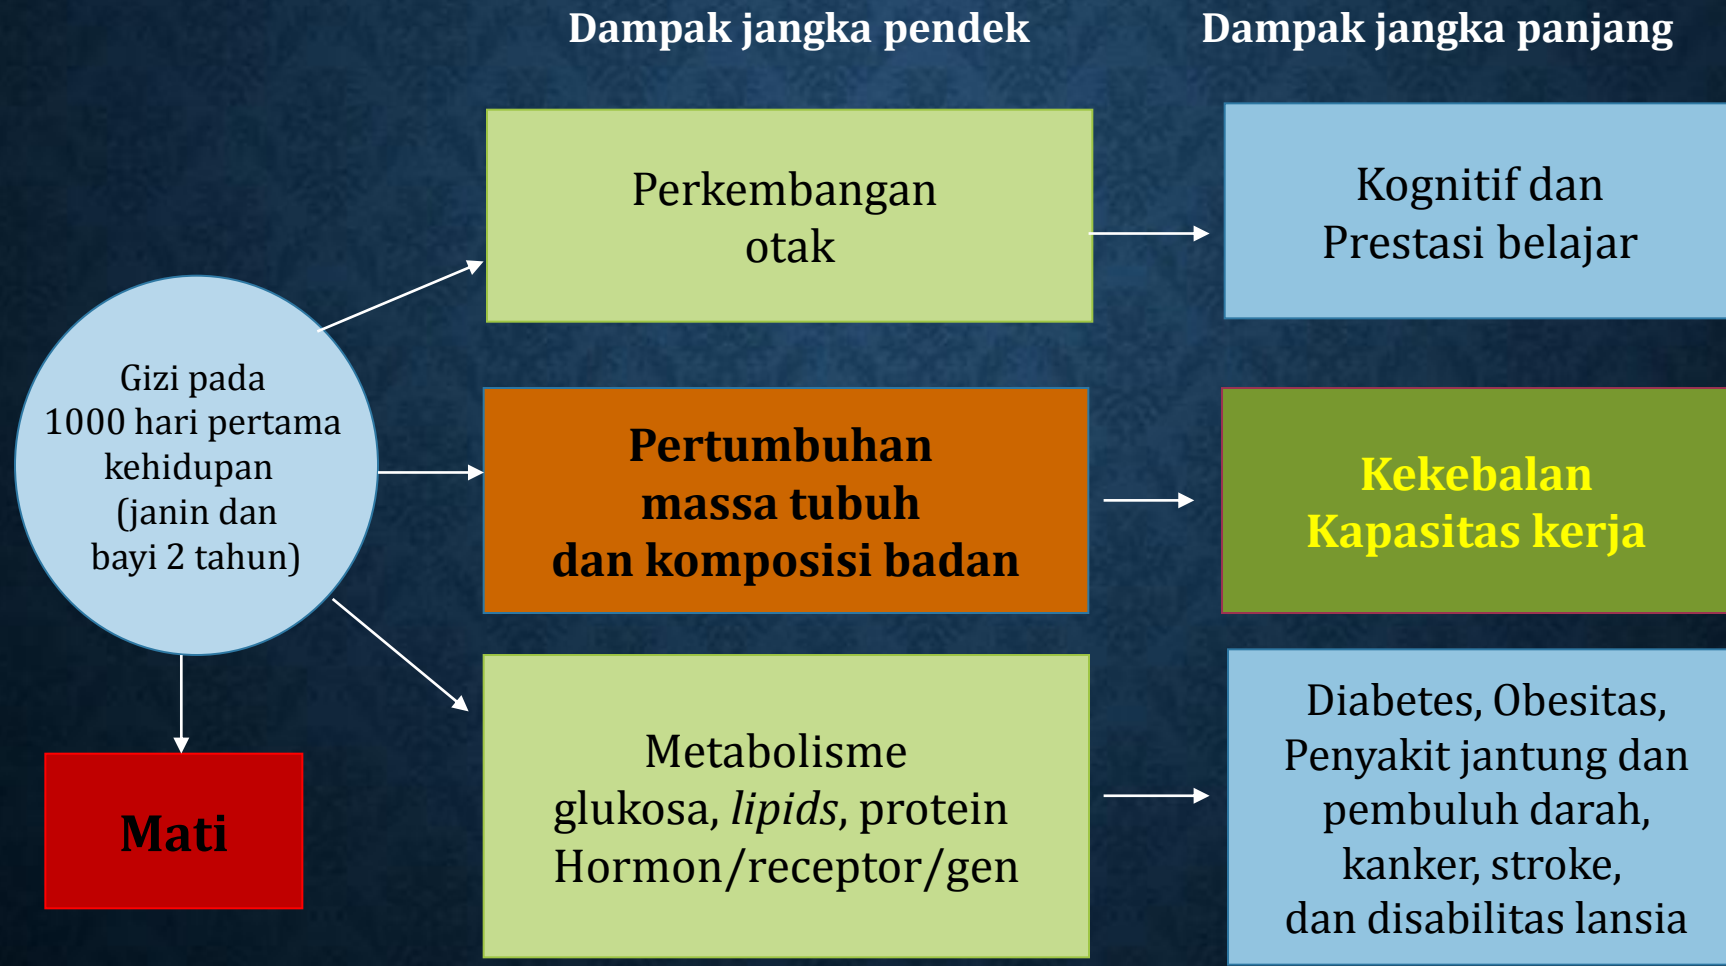 Dampak jangka pendek
Dampak jangka panjang
Gizi pada
1000 hari pertama
kehidupan
(janin dan
bayi 2 tahun)
Perkembangan
otak
Kognitif dan
Prestasi belajar
Pertumbuhan
massa tubuh
dan komposisi badan
Kekebalan
Kapasitas kerja
Metabolisme
glukosa, lipids, protein
Hormon/receptor/gen
Diabetes, Obesitas,
Penyakit jantung dan
pembuluh darah,
kanker, stroke,
dan disabilitas lansia
Mati